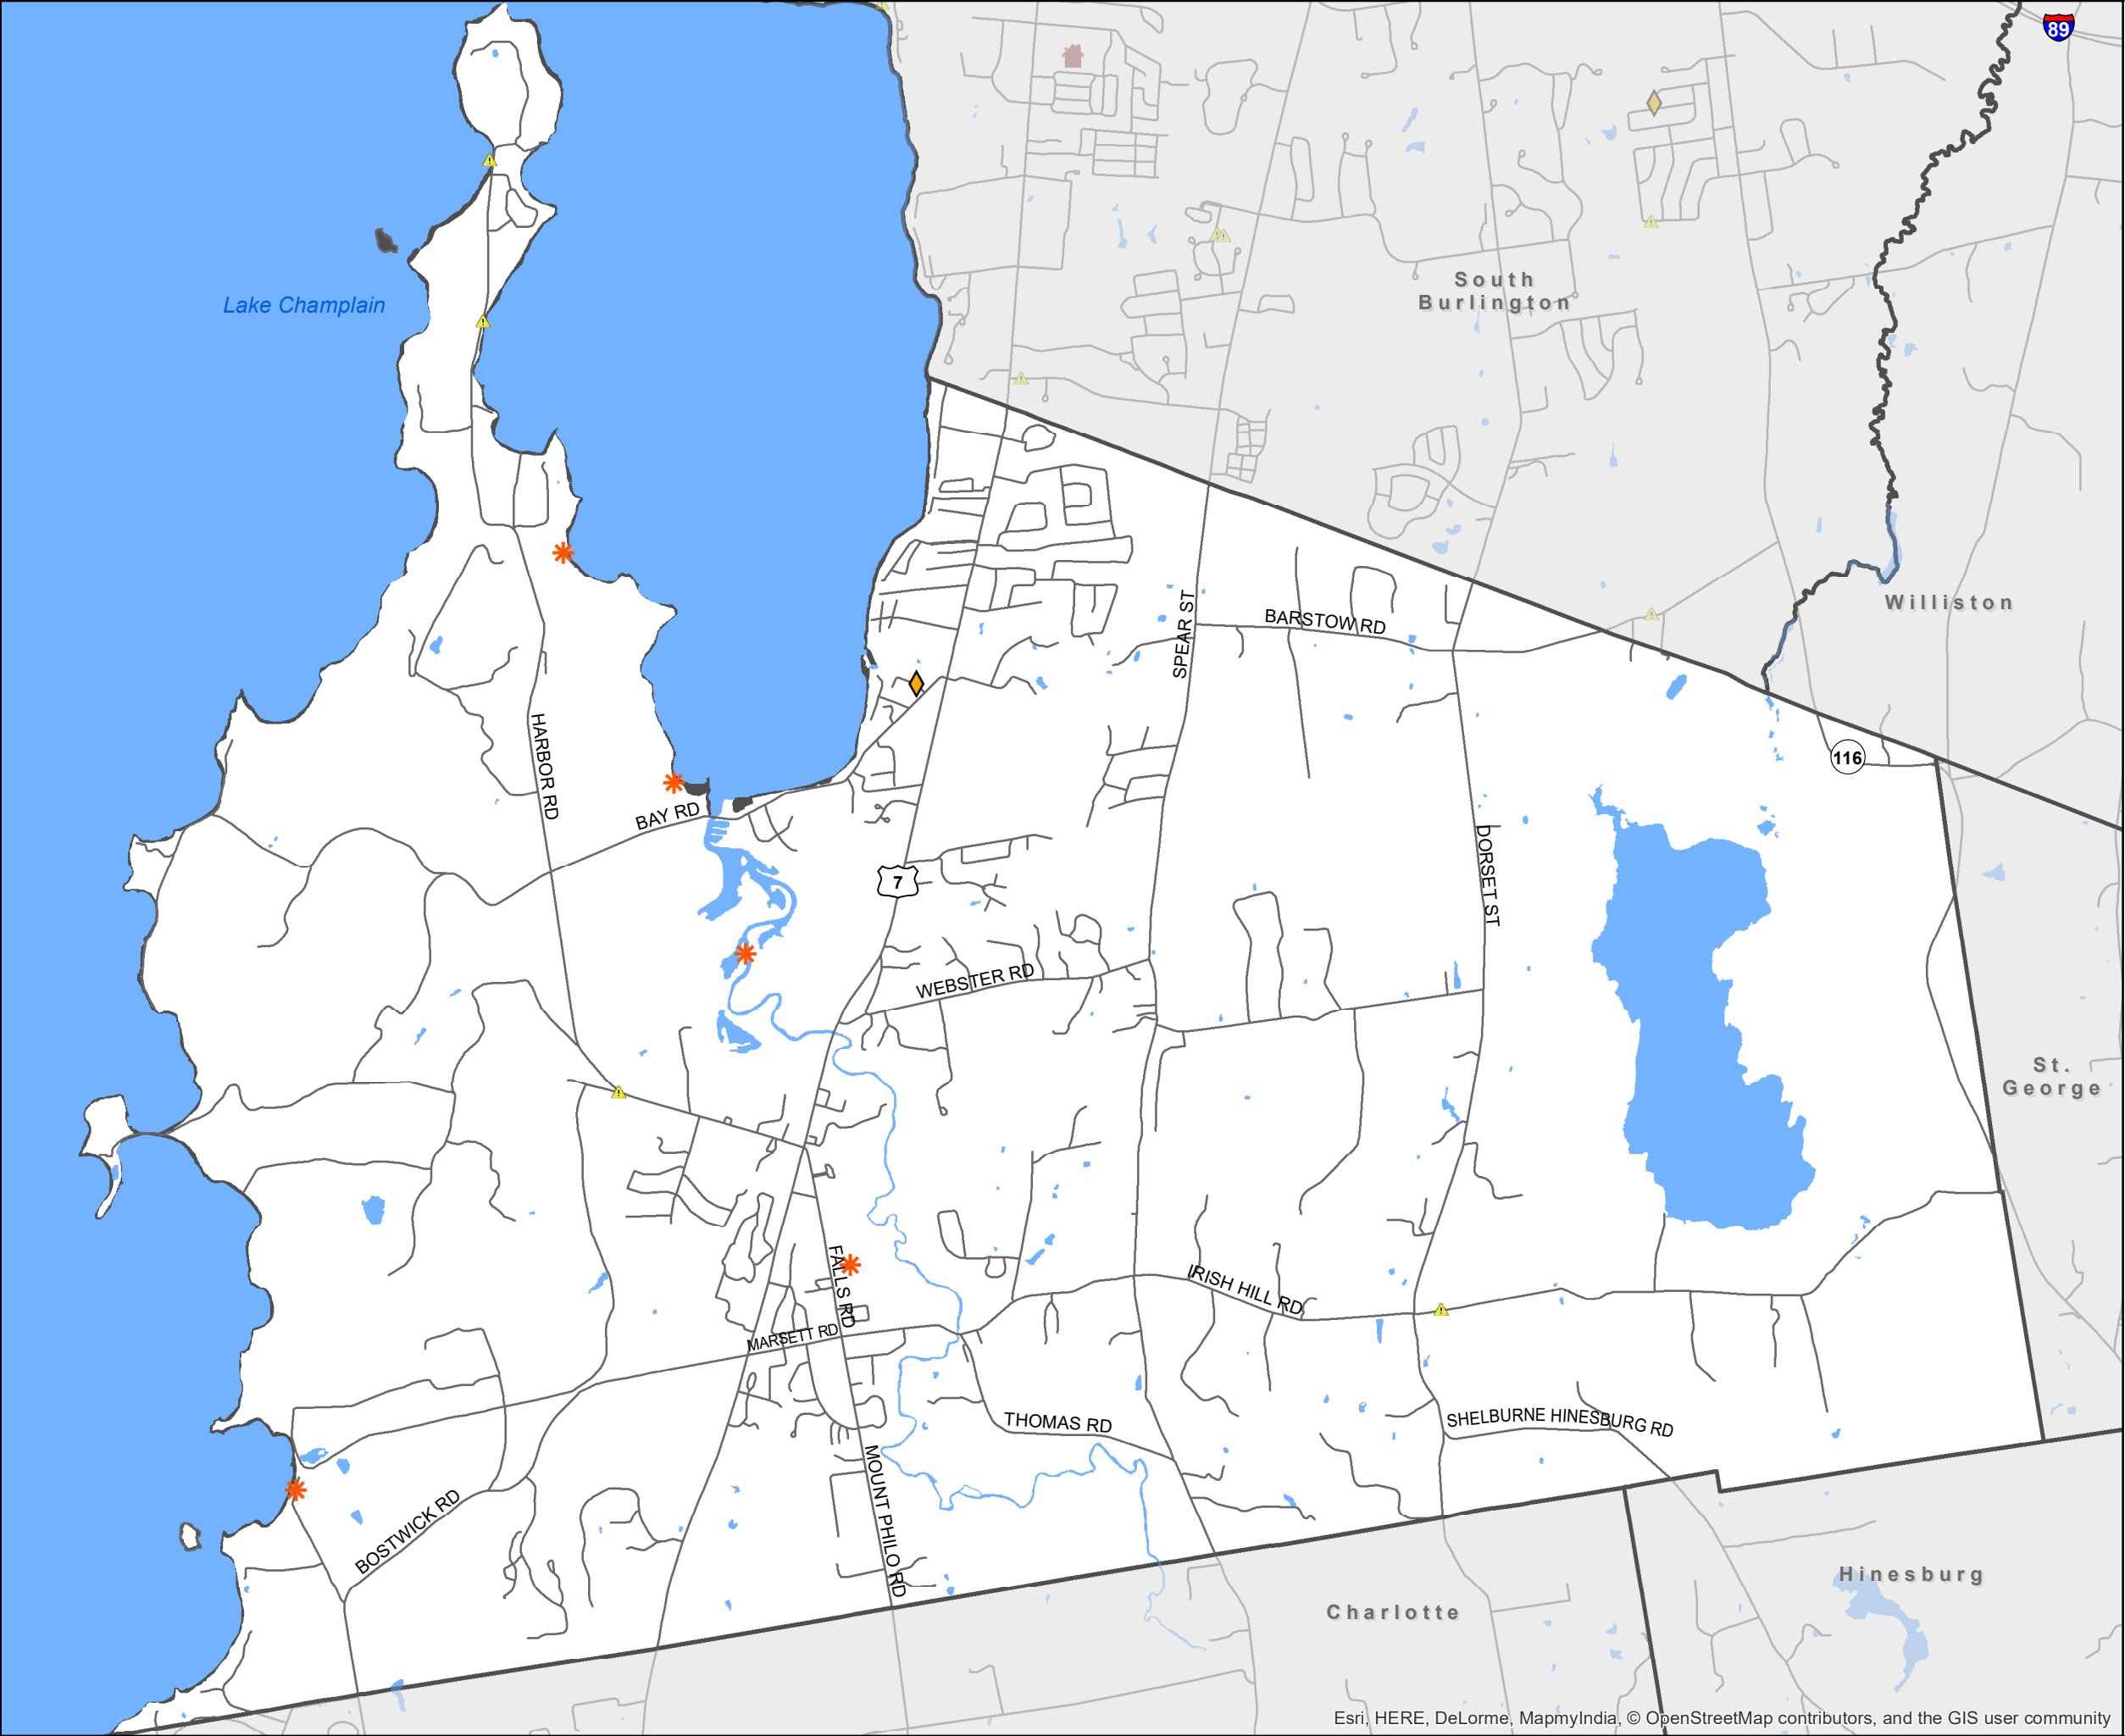 89
South
Burlington
Lake Champlain
Williston
SPEAR ST
BARSTOW RD
HARBOR RD
116
BAY RD
DORSET ST
7
WEBSTER RD
St.
George
FALLS RD
IRISH HILL RD
MARSETT RD
THOMAS RD
SHELBURNE HINESBURG RD
MOUNT PHILO RD
BOSTWICK RD
Hinesburg
Charlotte
Esri, HERE, DeLorme, MapmyIndia, © OpenStreetMap contributors, and the GIS user community